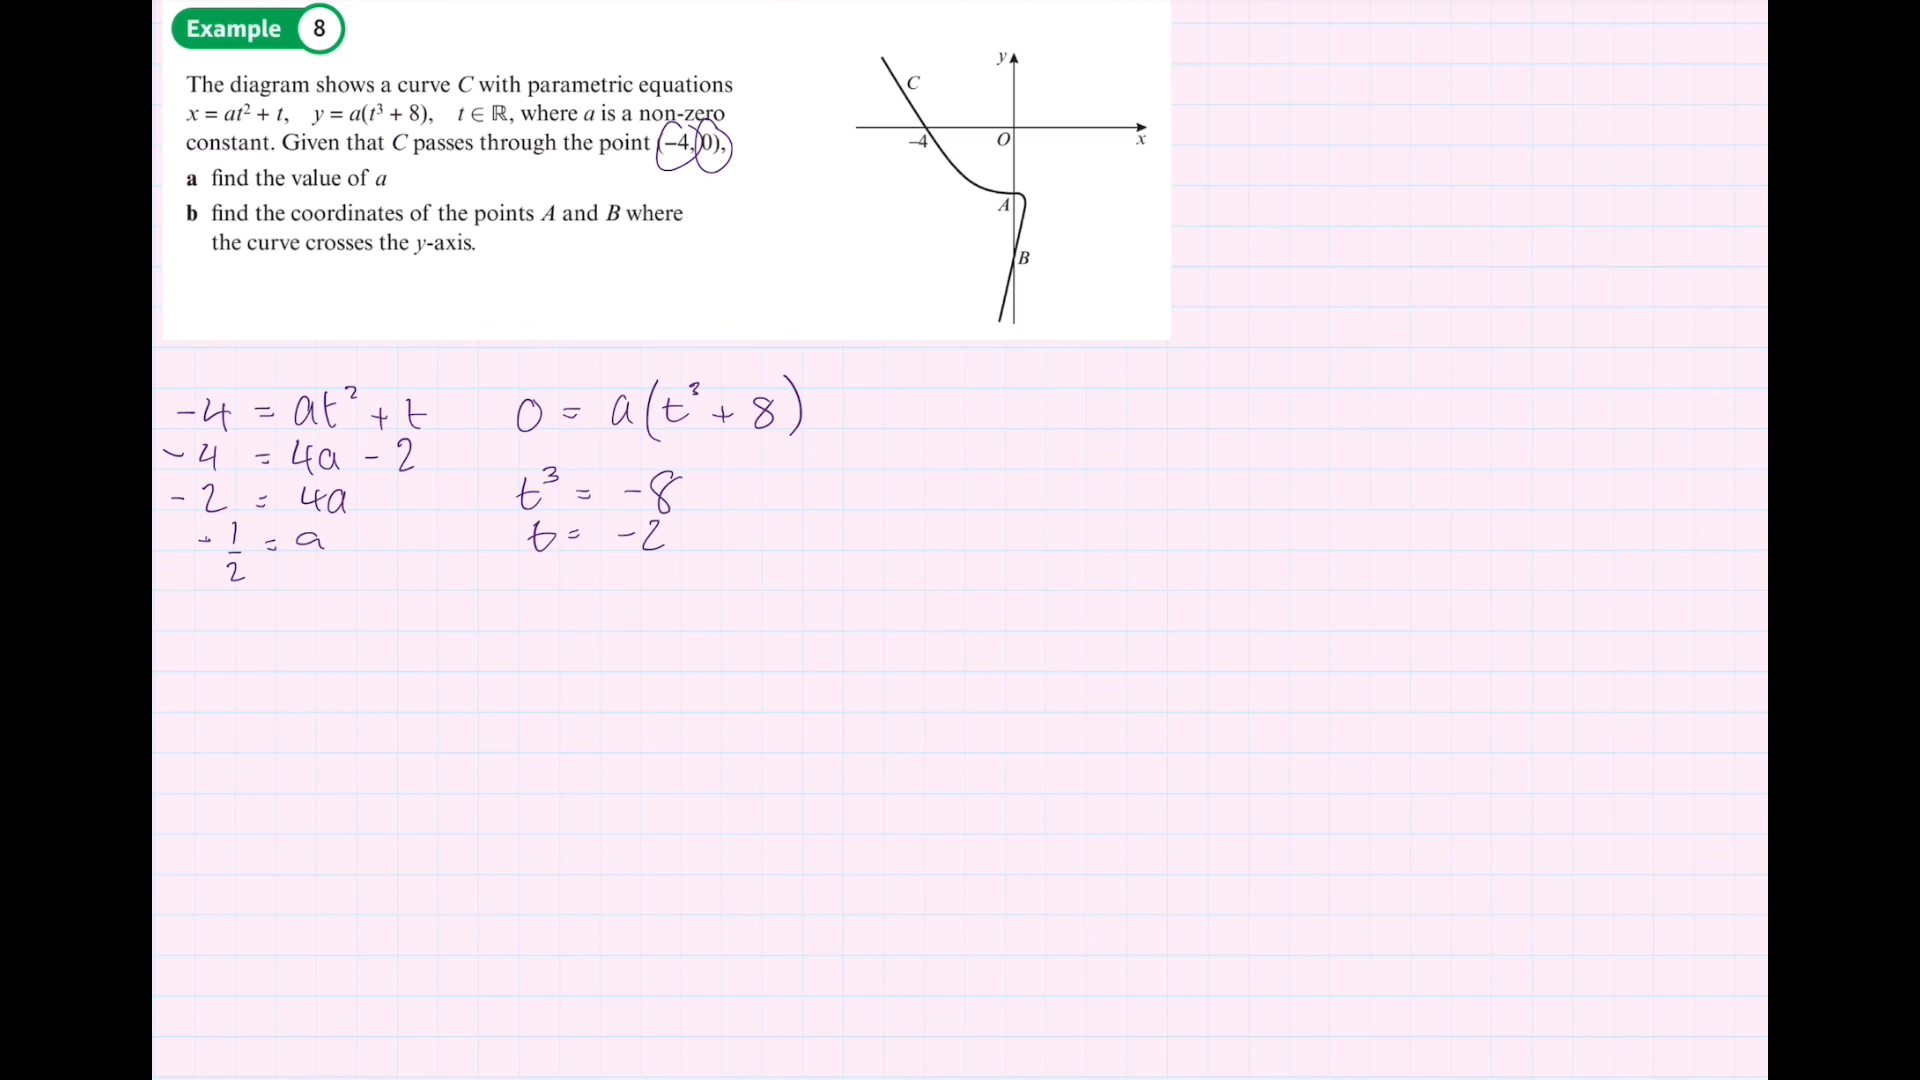 Example 8
The diagram shows a curve C with parametric equations
x = at² + t, y = a(t³ + 8), t ∈ ℝ, where a is a non-zero
constant. Given that C passes through the point (−4, 0),
a find the value of a
b find the coordinates of the points A and B where
the curve crosses the y-axis.
y
C
−4
O
x
A
B
-4 = at² + t
-4 = 4a - 2
-2 = 4a
-1/2 = a
0 = a(t³ + 8)
t³ = -8
t = -2